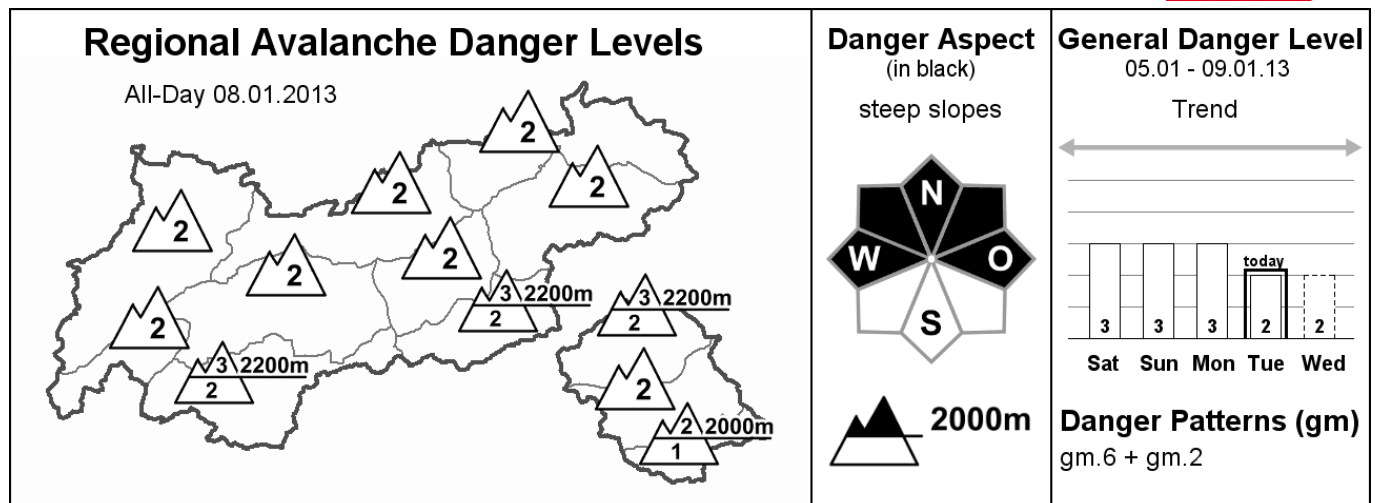 Regional Avalanche Danger Levels
All-Day 08.01.2013
2
2
2
2
2
2
2
3 2200m
2
3 2200m
2
2
3 2200m
2
2
2 2000m
1
Danger Aspect
(in black)
steep slopes
N
W
O
S
2000m
General Danger Level
05.01 - 09.01.13
Trend
today
3 3 3 2 2
Sat Sun Mon Tue Wed
Danger Patterns (gm)
gm.6 + gm.2